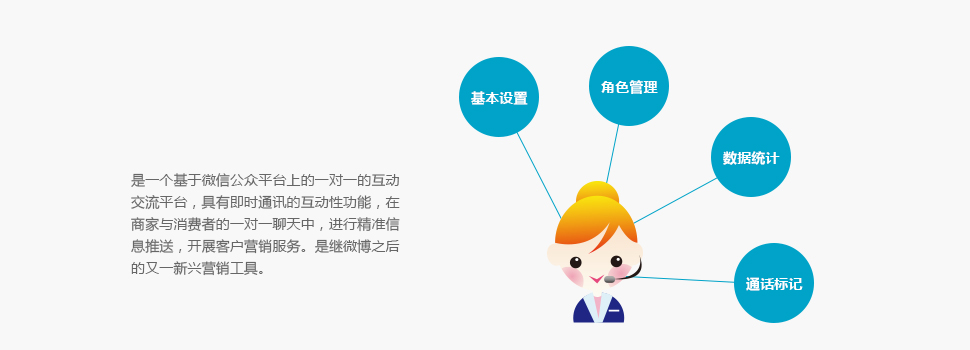 基本设置
角色管理
数据统计
是一个基于微信公众平台上的一对一的互动
交流平台，具有即时通讯的互动性功能，在
商家与消费者的一对一聊天中，进行精准信
息推送，开展客户营销服务。是继微博之后
的又一新兴营销工具。
通话标记